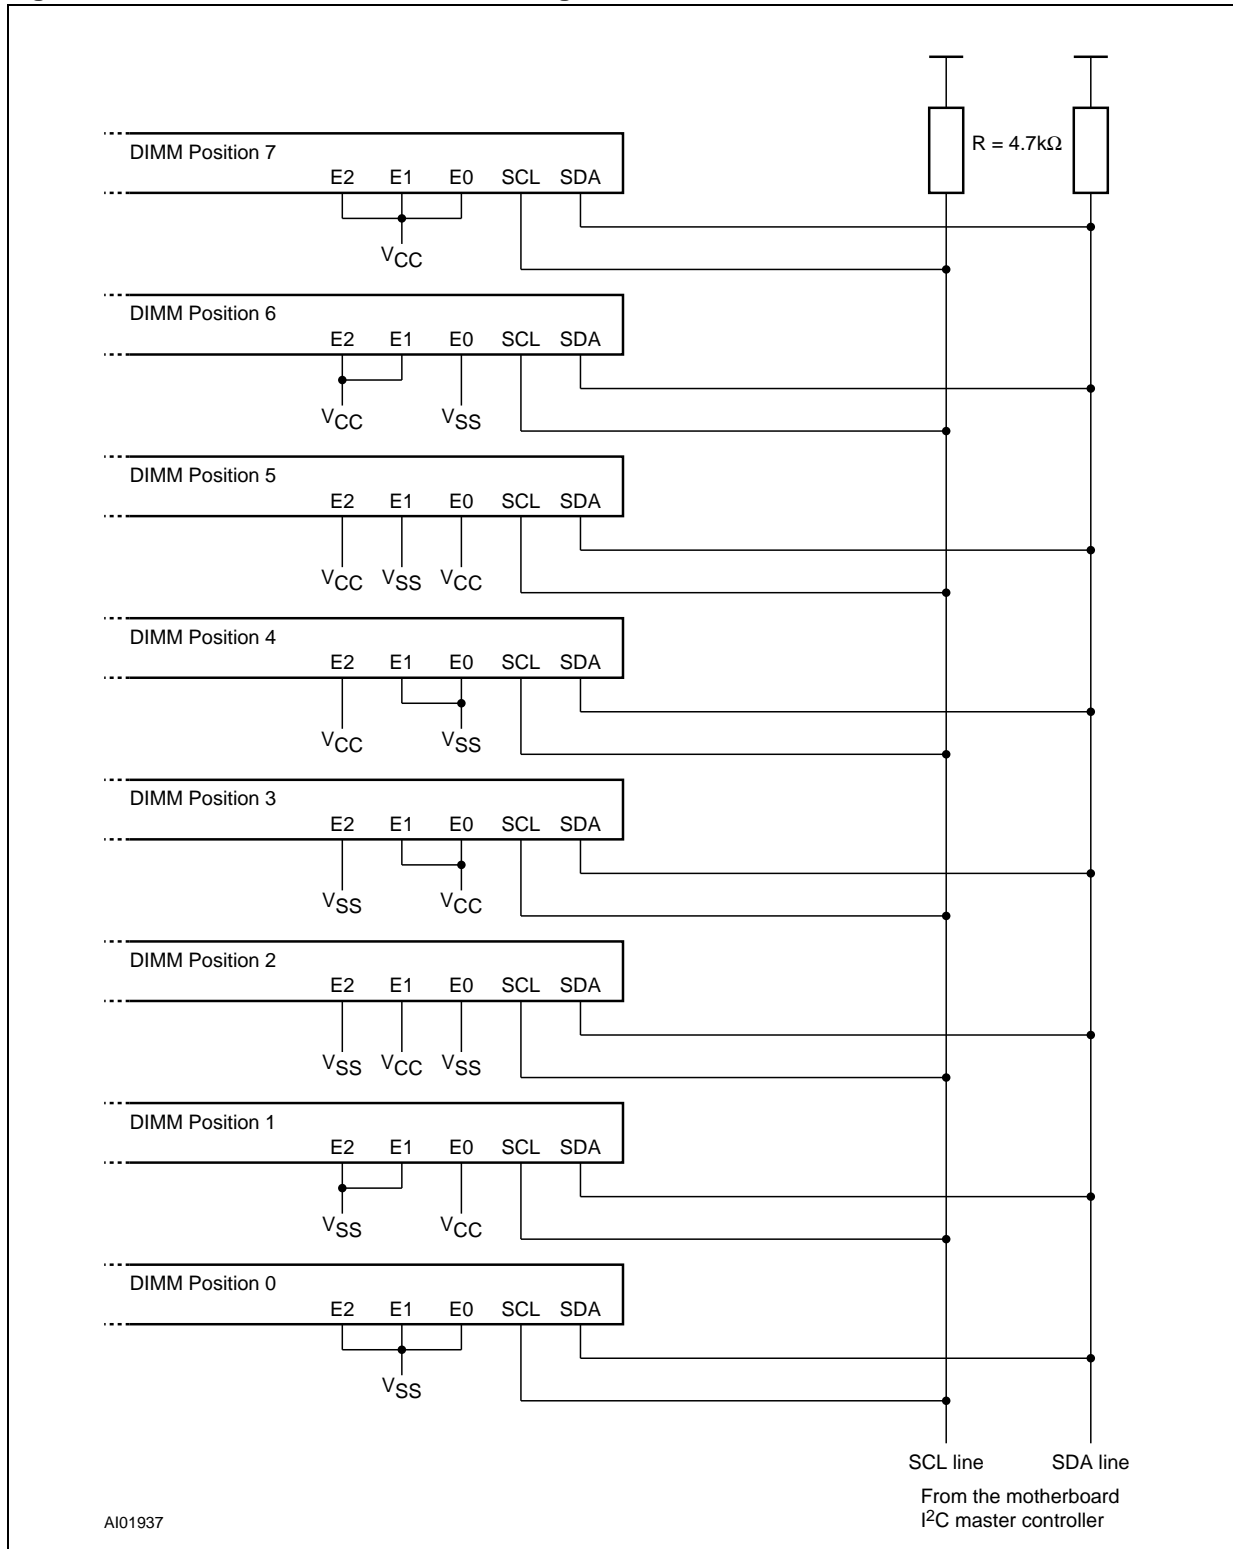 R = 4.7kΩ
DIMM Position 7
E2 E1 E0 SCL SDA
VCC
DIMM Position 6
E2 E1 E0 SCL SDA
VCC VSS
DIMM Position 5
E2 E1 E0 SCL SDA
VCC VSS VCC
DIMM Position 4
E2 E1 E0 SCL SDA
VCC VSS
DIMM Position 3
E2 E1 E0 SCL SDA
VSS VCC
DIMM Position 2
E2 E1 E0 SCL SDA
VSS VCC VSS
DIMM Position 1
E2 E1 E0 SCL SDA
VSS VCC
DIMM Position 0
E2 E1 E0 SCL SDA
VSS
SCL line SDA line
From the motherboard
I2C master controller
AI01937